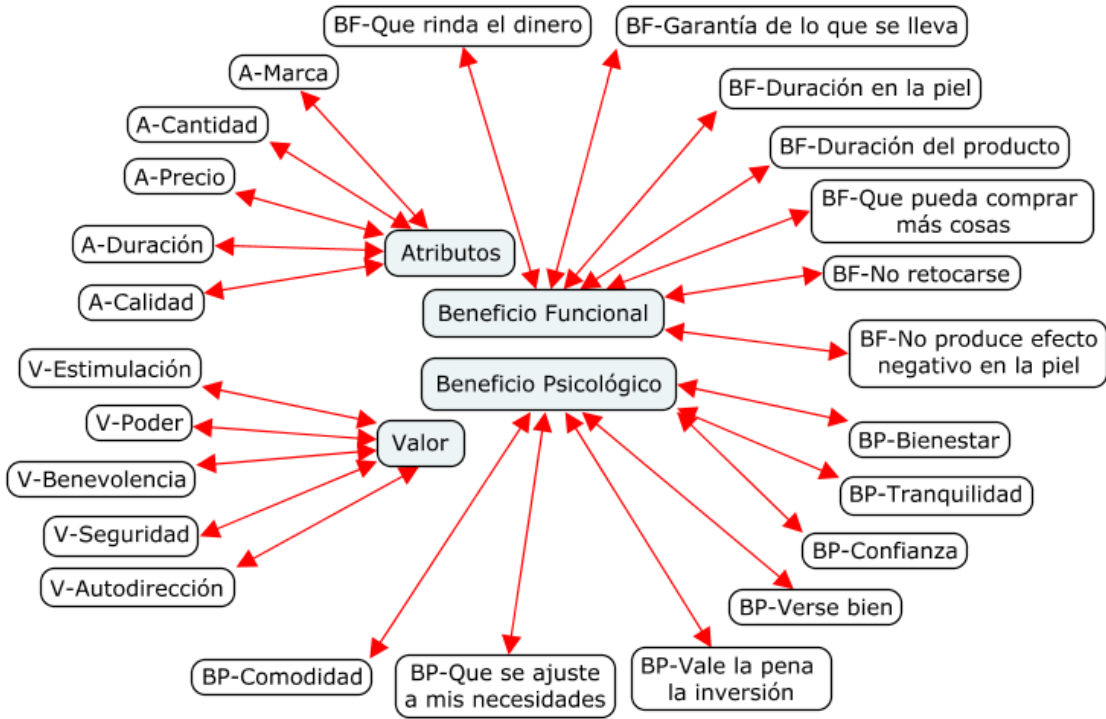 BF-Que rinda el dinero
BF-Garantía de lo que se lleva
A-Marca
BF-Duración en la piel
A-Cantidad
BF-Duración del producto
A-Precio
BF-Que pueda comprar
más cosas
A-Duración
Atributos
BF-No retocarse
A-Calidad
Beneficio Funcional
BF-No produce efecto
negativo en la piel
V-Estimulación
Beneficio Psicológico
V-Poder
Valor
BP-Bienestar
V-Benevolencia
BP-Tranquilidad
V-Seguridad
BP-Confianza
V-Autodirección
BP-Verse bien
BP-Comodidad
BP-Que se ajuste
a mis necesidades
BP-Vale la pena
la inversión